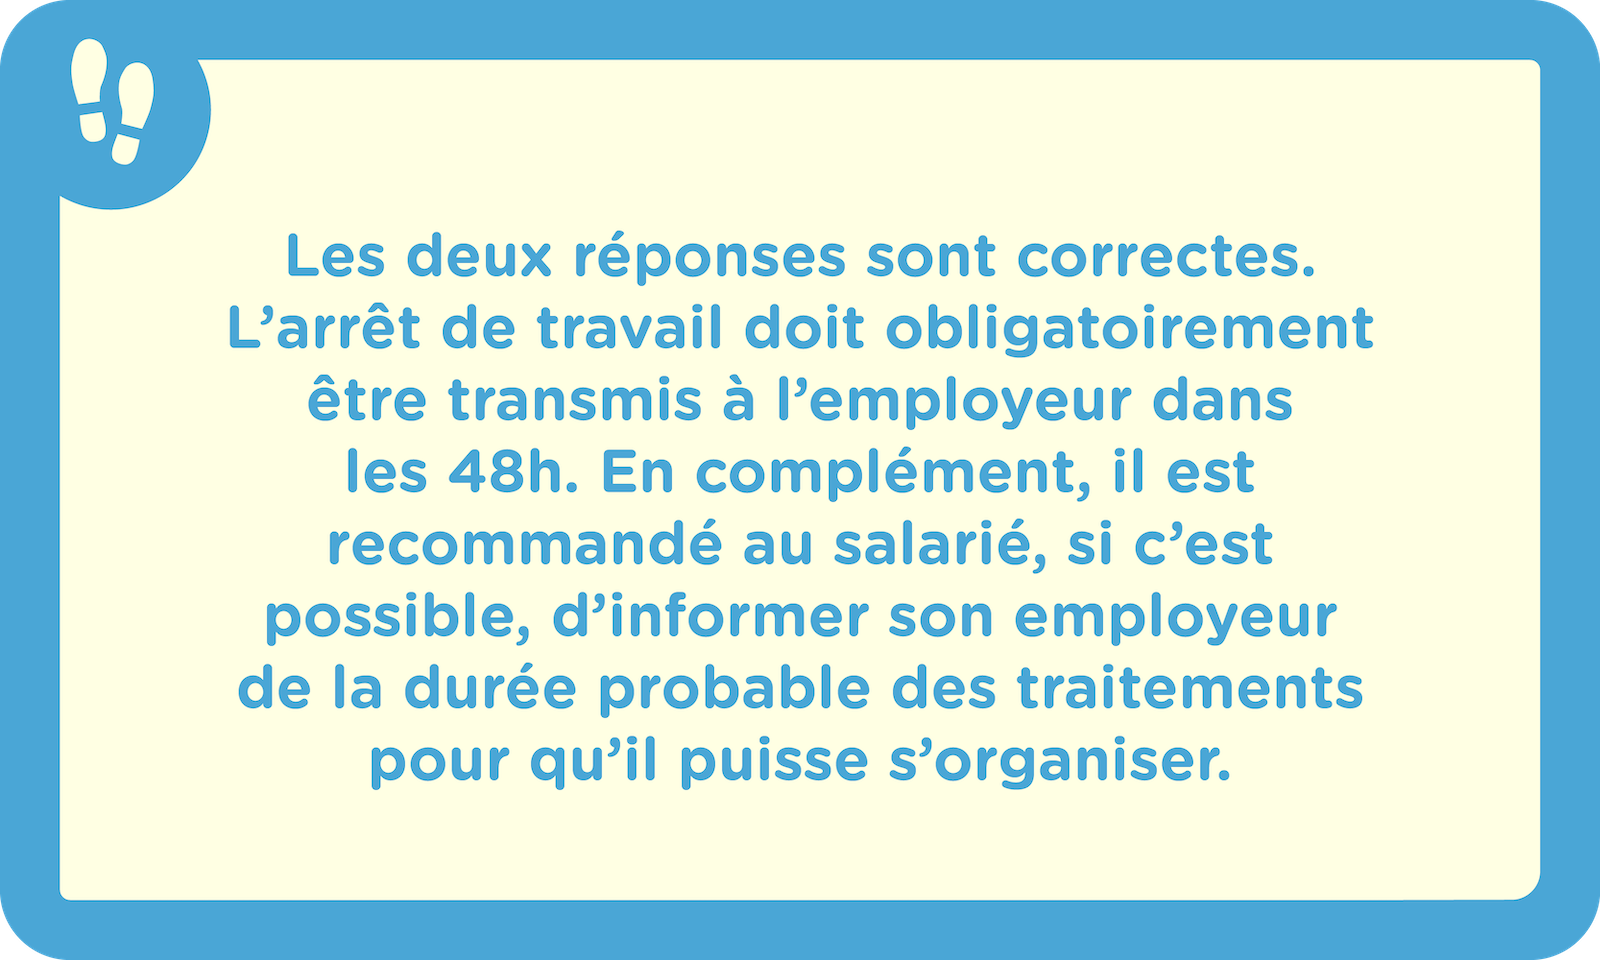 Les deux réponses sont correctes.
L’arrêt de travail doit obligatoirement
être transmis à l’employeur dans
les 48h. En complément, il est
recommandé au salarié, si c’est
possible, d’informer son employeur
de la durée probable des traitements
pour qu’il puisse s’organiser.